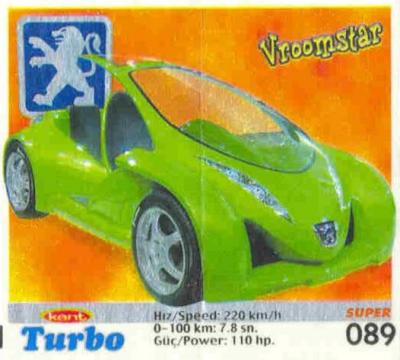 Vroomstar
kent
Turbo
Hız/Speed: 220 km/h
0-100 km: 7.8 sn.
Güç/Power: 110 hp.
SUPER
089